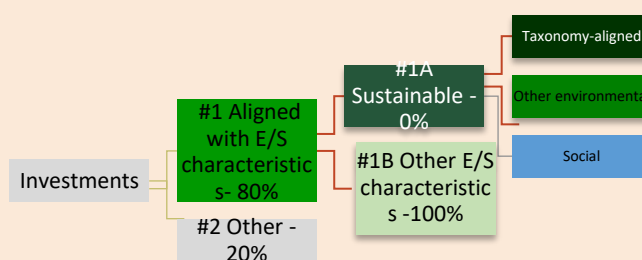 Taxonomy-aligned
#1A
Sustainable -
0%
Other environmenta
#1 Aligned
with E/S
characteristic
s- 80%
Social
#1B Other E/S
characteristic
s -100%
Investments
#2 Other -
20%